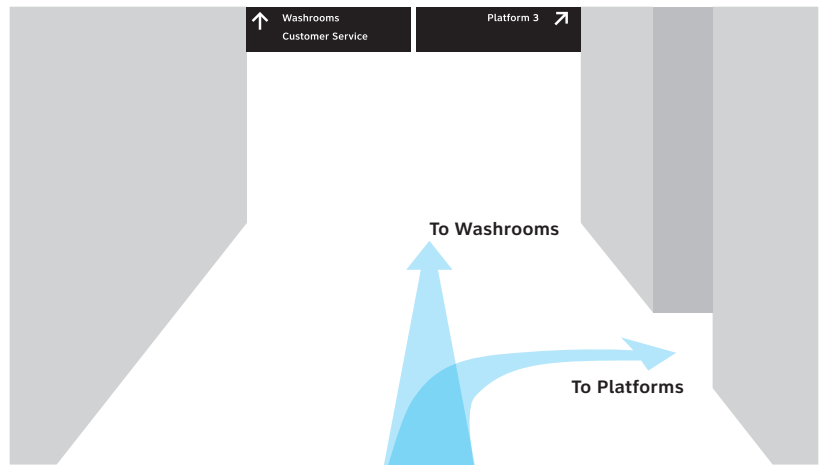 Washrooms
Customer Service
Platform 3
To Washrooms
To Platforms